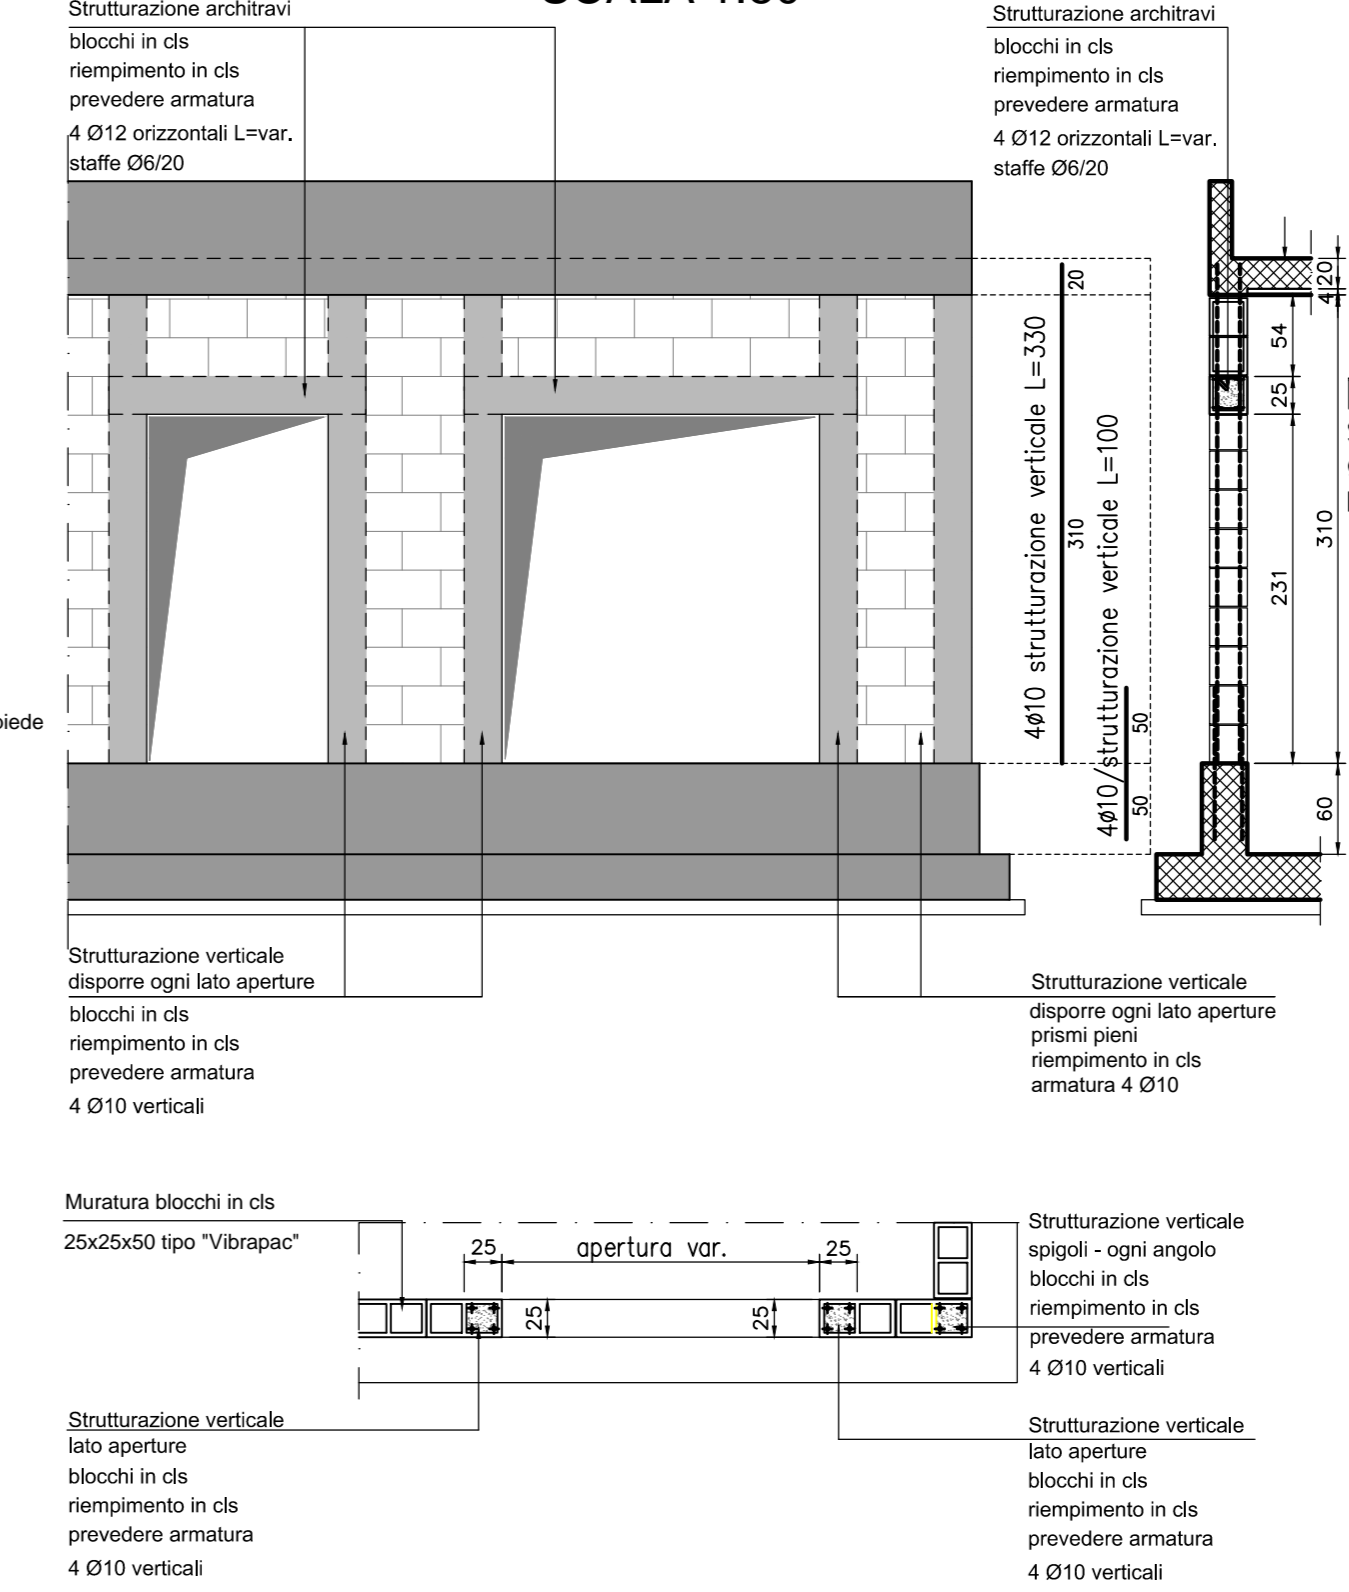 Strutturazione architravi
blocchi in cls
riempimento in cls
prevedere armatura
4 Ø12 orizzontali L=var.
staffe Ø6/20
Strutturazione architravi
blocchi in cls
riempimento in cls
prevedere armatura
4 Ø12 orizzontali L=var.
staffe Ø6/20
4ø10 strutturazione verticale L=330
20
310
4ø10/strutturazione verticale L=100
50
50
54
25
231
20
4
310
60
Strutturazione verticale
disporre ogni lato aperture
blocchi in cls
riempimento in cls
prevedere armatura
4 Ø10 verticali
Strutturazione verticale
disporre ogni lato aperture
prismi pieni
riempimento in cls
armatura 4 Ø10
Muratura blocchi in cls
25x25x50 tipo "Vibrapac"
25
apertura var.
25
25
25
Strutturazione verticale
spigoli - ogni angolo
blocchi in cls
riempimento in cls
prevedere armatura
4 Ø10 verticali
Strutturazione verticale
lato aperture
blocchi in cls
riempimento in cls
prevedere armatura
4 Ø10 verticali
Strutturazione verticale
lato aperture
blocchi in cls
riempimento in cls
prevedere armatura
4 Ø10 verticali